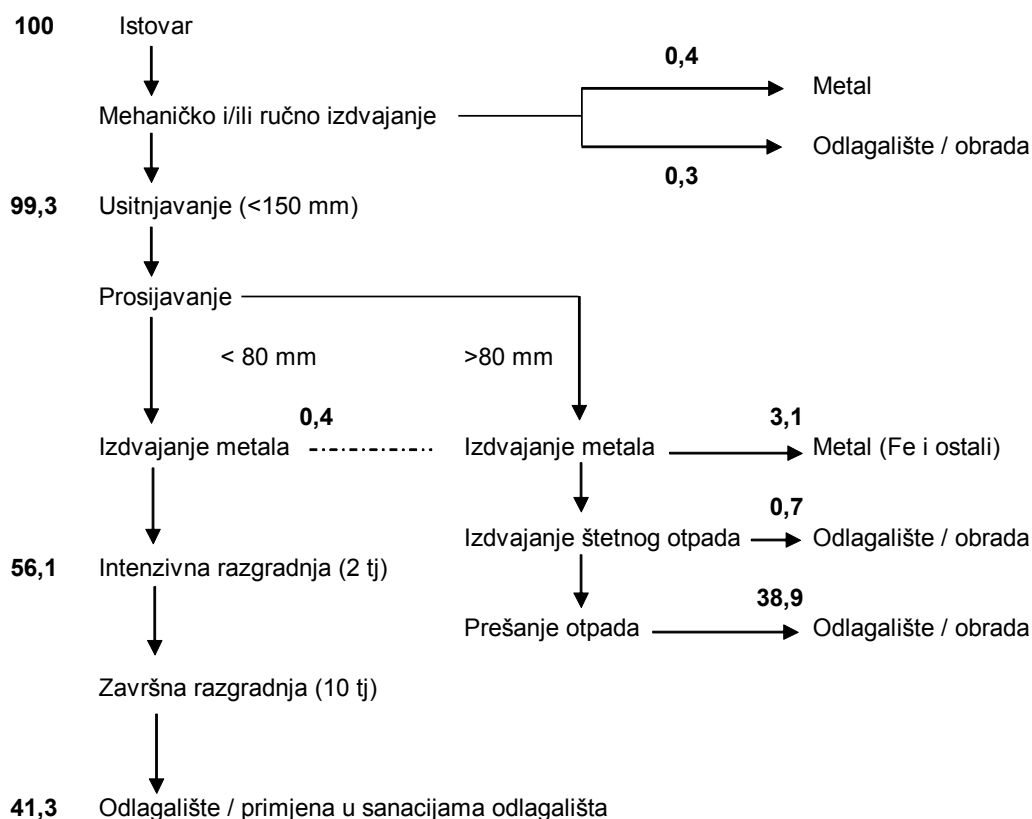 100 Istovar
0,4
Metal
Mehaničko i/ili ručno izdvajanje
Odlagalište / obrada
0,3
99,3 Usitnjavanje (<150 mm)
Prosijavanje
< 80 mm >80 mm
0,4 3,1
Izdvajanje metala Izdvajanje metala Metal (Fe i ostali)
0,7
Izdvajanje štetnog otpada Odlagalište / obrada
56,1 Intenzivna razgradnja (2 tj)
38,9
Prešanje otpada Odlagalište / obrada
Završna razgradnja (10 tj)
41,3 Odlagalište / primjena u sanacijama odlagališta